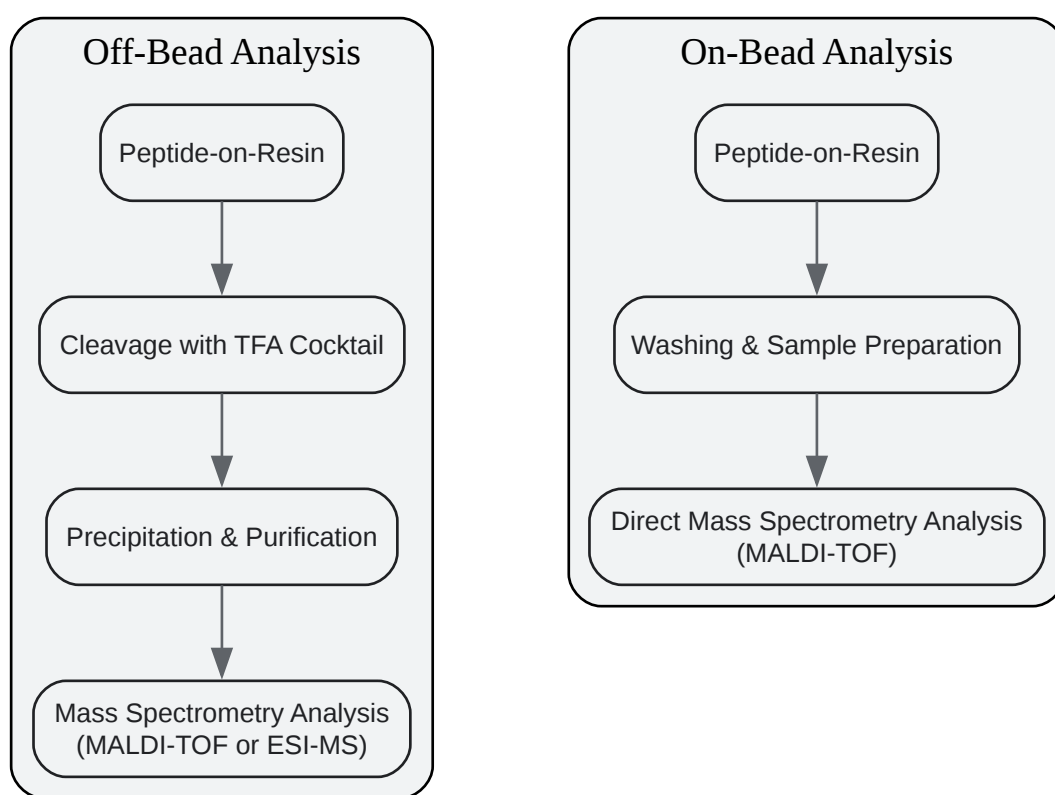 Off-Bead Analysis
Peptide-on-Resin
Cleavage with TFA Cocktail
Precipitation & Purification
Mass Spectrometry Analysis
(MALDI-TOF or ESI-MS)
On-Bead Analysis
Peptide-on-Resin
Washing & Sample Preparation
Direct Mass Spectrometry Analysis
(MALDI-TOF)